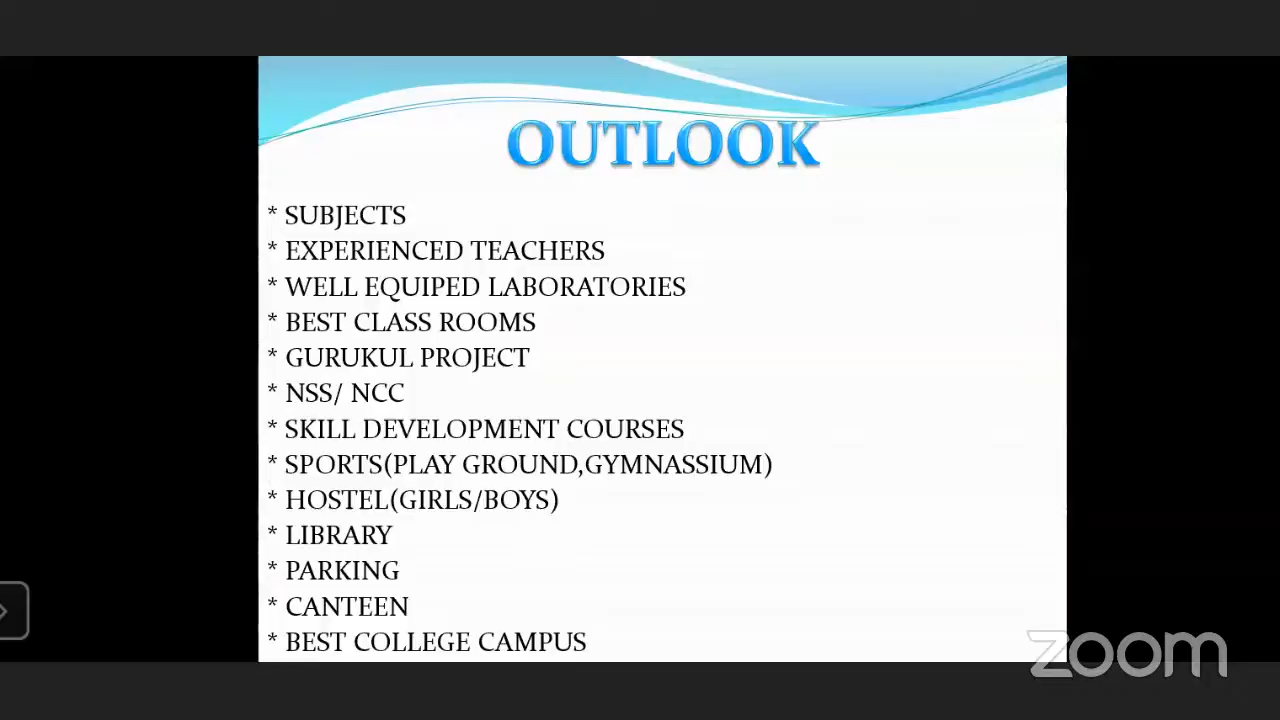 OUTLOOK
* SUBJECTS
* EXPERIENCED TEACHERS
* WELL EQUIPED LABORATORIES
* BEST CLASS ROOMS
* GURUKUL PROJECT
* NSS/ NCC
* SKILL DEVELOPMENT COURSES
* SPORTS(PLAY GROUND,GYMNASSIUM)
* HOSTEL(GIRLS/BOYS)
* LIBRARY
* PARKING
* CANTEEN
* BEST COLLEGE CAMPUS
zoom